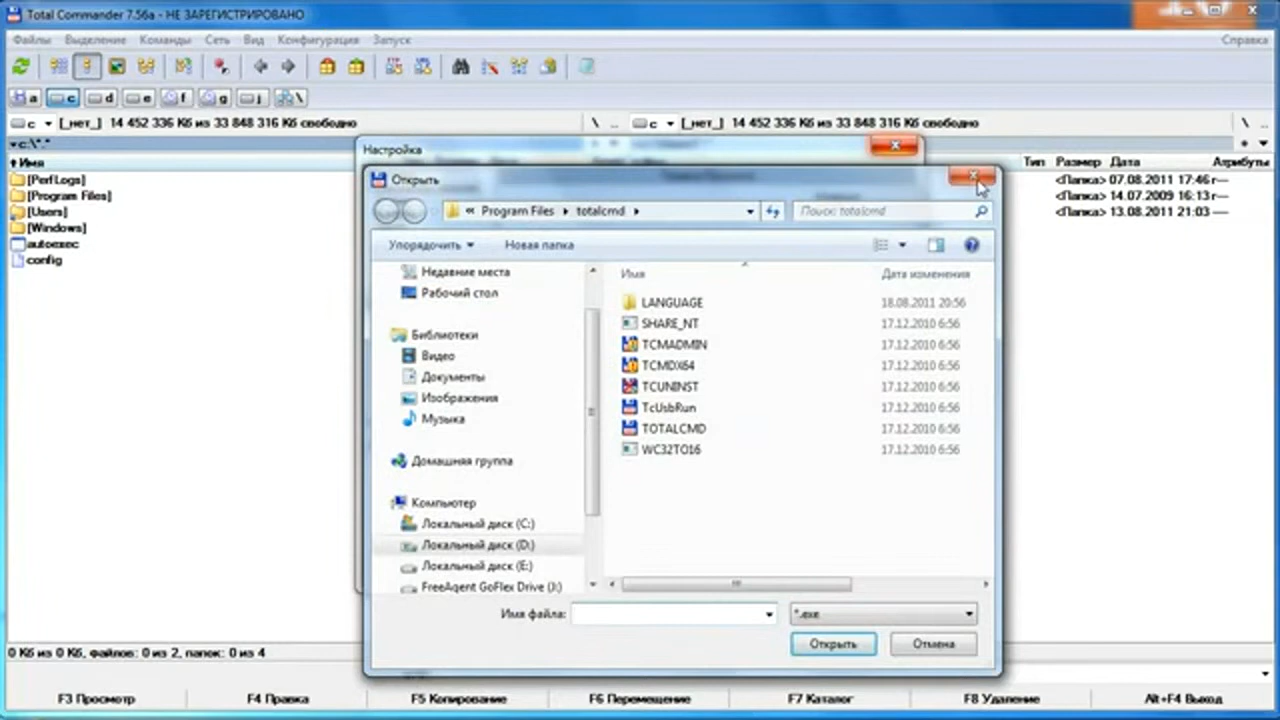 Total Commander 7.56a - НЕ ЗАРЕГИСТРИРОВАНО
Файлы Выделение Команды Сеть Вид Конфигурация Запуск Справка
a c d e f g j \
c [_нет_] 14 452 336 Кб из 33 848 316 Кб свободно \ .. c [_нет_] 14 452 336 Кб из 33 848 316 Кб свободно \ ..
c:\*.*
Имя
[PerfLogs]
[Program Files]
[Users]
[Windows]
autoexec
config
Тип Размер Дата Атрибуты
<Папка> 07.08.2011 17:46 r—
<Папка> 14.07.2009 16:13 r—
<Папка> 13.08.2011 21:03 —
Настройка
Открыть
« Program Files totalcmd
Поиск: totalcmd
Упорядочить Новая папка
Недавние места
Рабочий стол
Библиотеки
Видео
Документы
Изображения
Музыка
Домашняя группа
Компьютер
Локальный диск (C:)
Локальный диск (D:)
Локальный диск (E:)
FreeAgent GoFlex Drive (J:)
Имя Дата изменения
LANGUAGE 18.08.2011 20:56
SHARE_NT 17.12.2010 6:56
TCMADMIN 17.12.2010 6:56
TCMDX64 17.12.2010 6:56
TCUNINST 17.12.2010 6:56
TcUsbRun 17.12.2010 6:56
TOTALCMD 17.12.2010 6:56
WC32TO16 17.12.2010 6:56
Имя файла: *.exe
Открыть Отмена
0 Кб из 0 Кб, файлов: 0 из 2, папок: 0 из 4
F3 Просмотр F4 Правка F5 Копирование F6 Перемещение F7 Каталог F8 Удаление Alt+F4 Выход